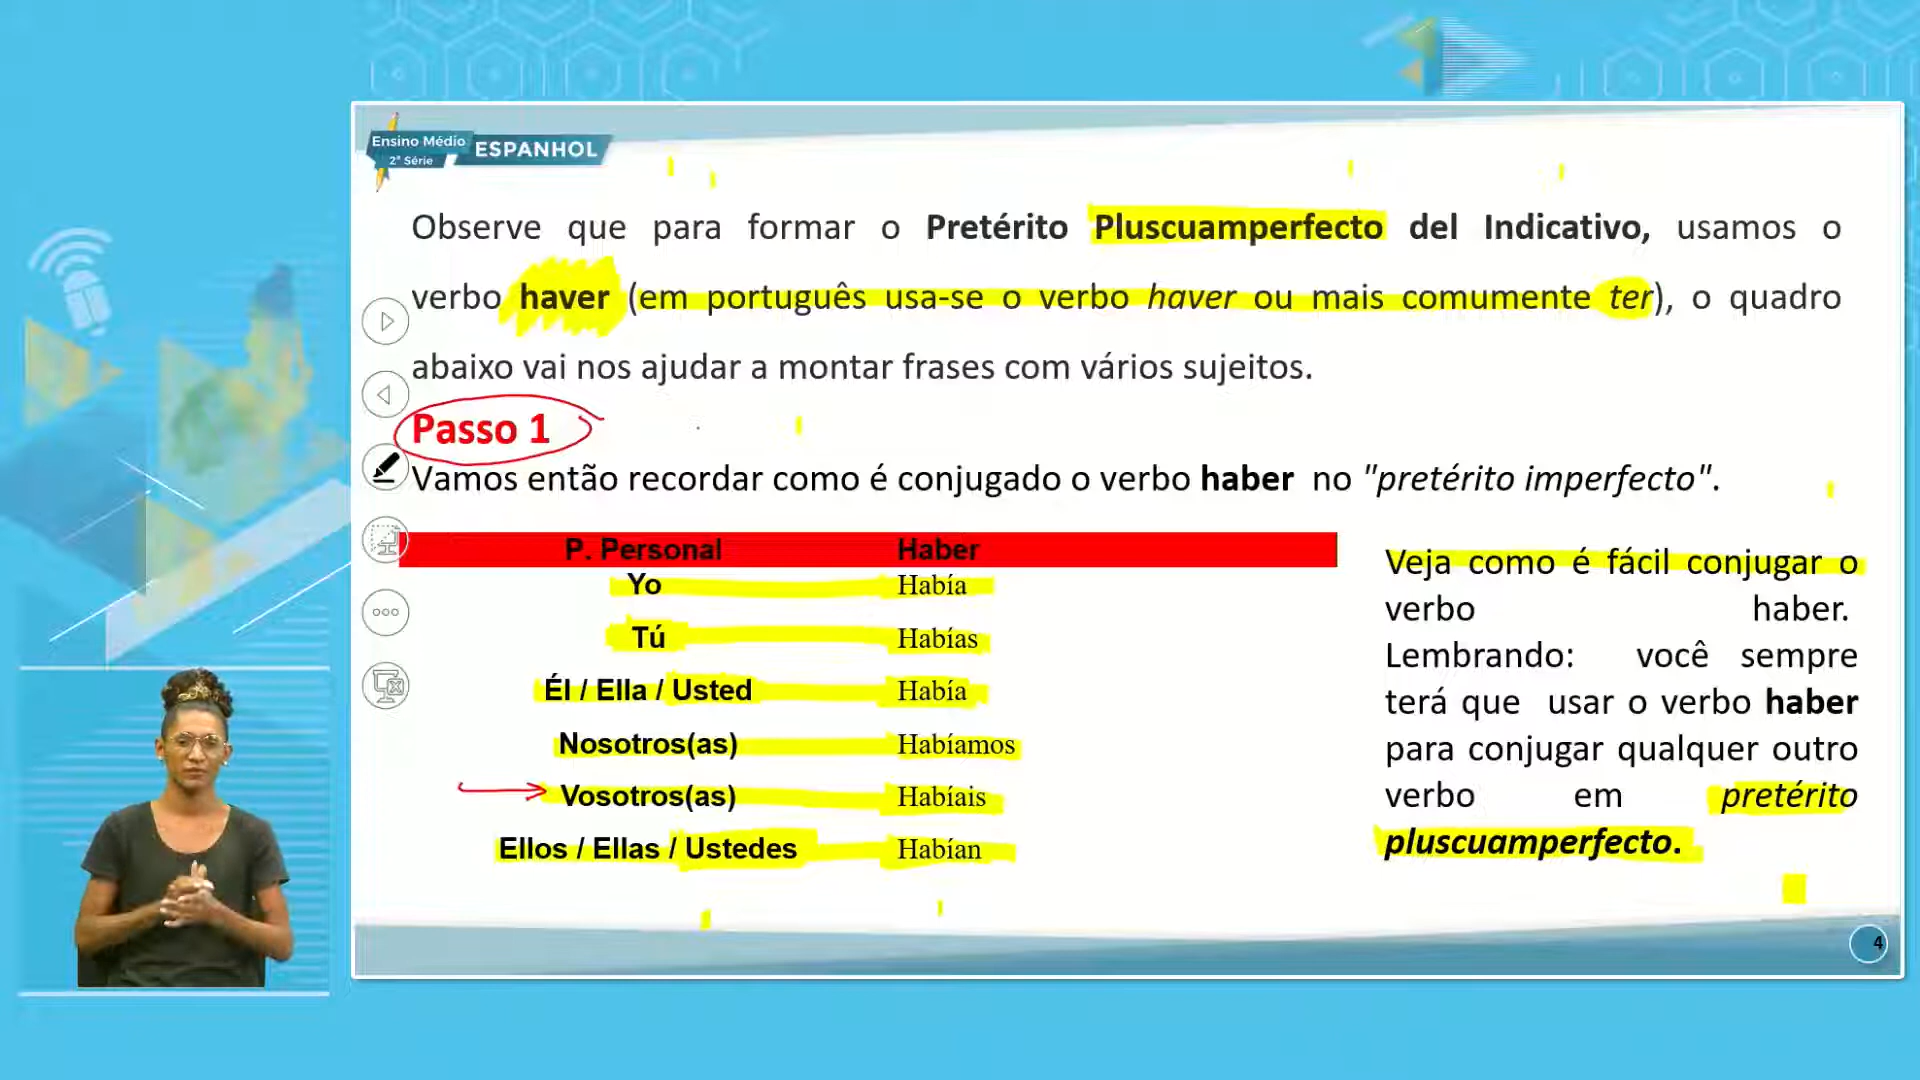 Ensino Médio
2ª Série
ESPANHOL
Observe que para formar o Pretérito Pluscuamperfecto del Indicativo, usamos o
verbo haver (em português usa-se o verbo haver ou mais comumente ter), o quadro
abaixo vai nos ajudar a montar frases com vários sujeitos.
Passo 1
Vamos então recordar como é conjugado o verbo haber no "pretérito imperfecto".
P. Personal Haber
Yo Había
Tú Habías
Él / Ella / Usted Había
Nosotros(as) Habíamos
Vosotros(as) Habíais
Ellos / Ellas / Ustedes Habían
Veja como é fácil conjugar o
verbo haber.
Lembrando: você sempre
terá que usar o verbo haber
para conjugar qualquer outro
verbo em pretérito
pluscuamperfecto.
4